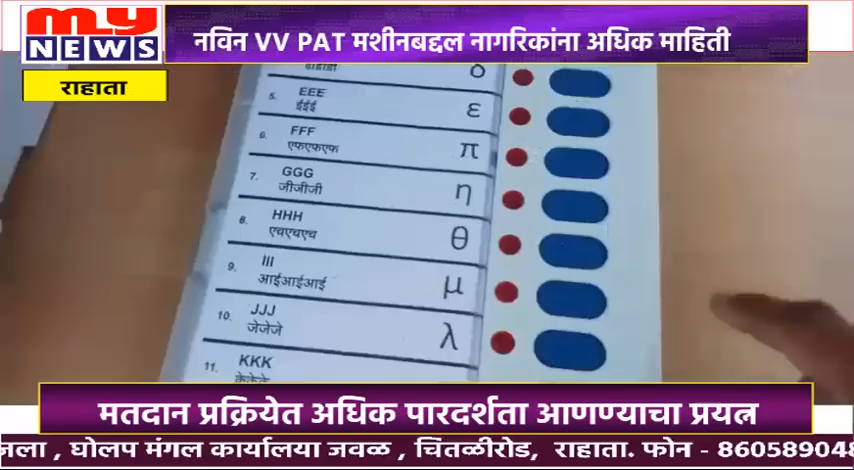 my
NEWS
नविन VV PAT मशीनबद्दल नागरिकांना अधिक माहिती
राहाता
δ
5. EEE
ईईई
ε
6. FFF
एफएफएफ
π
7. GGG
जीजीजी
η
8. HHH
एचएचएच
θ
9. III
आईआईआई
μ
10. JJJ
जेजेजे
λ
11. KKK
मतदान प्रक्रियेत अधिक पारदर्शता आणण्याचा प्रयत्न
जला , घोलप मंगल कार्यालया जवळ , चितळीरोड, राहाता. फोन - 860589048